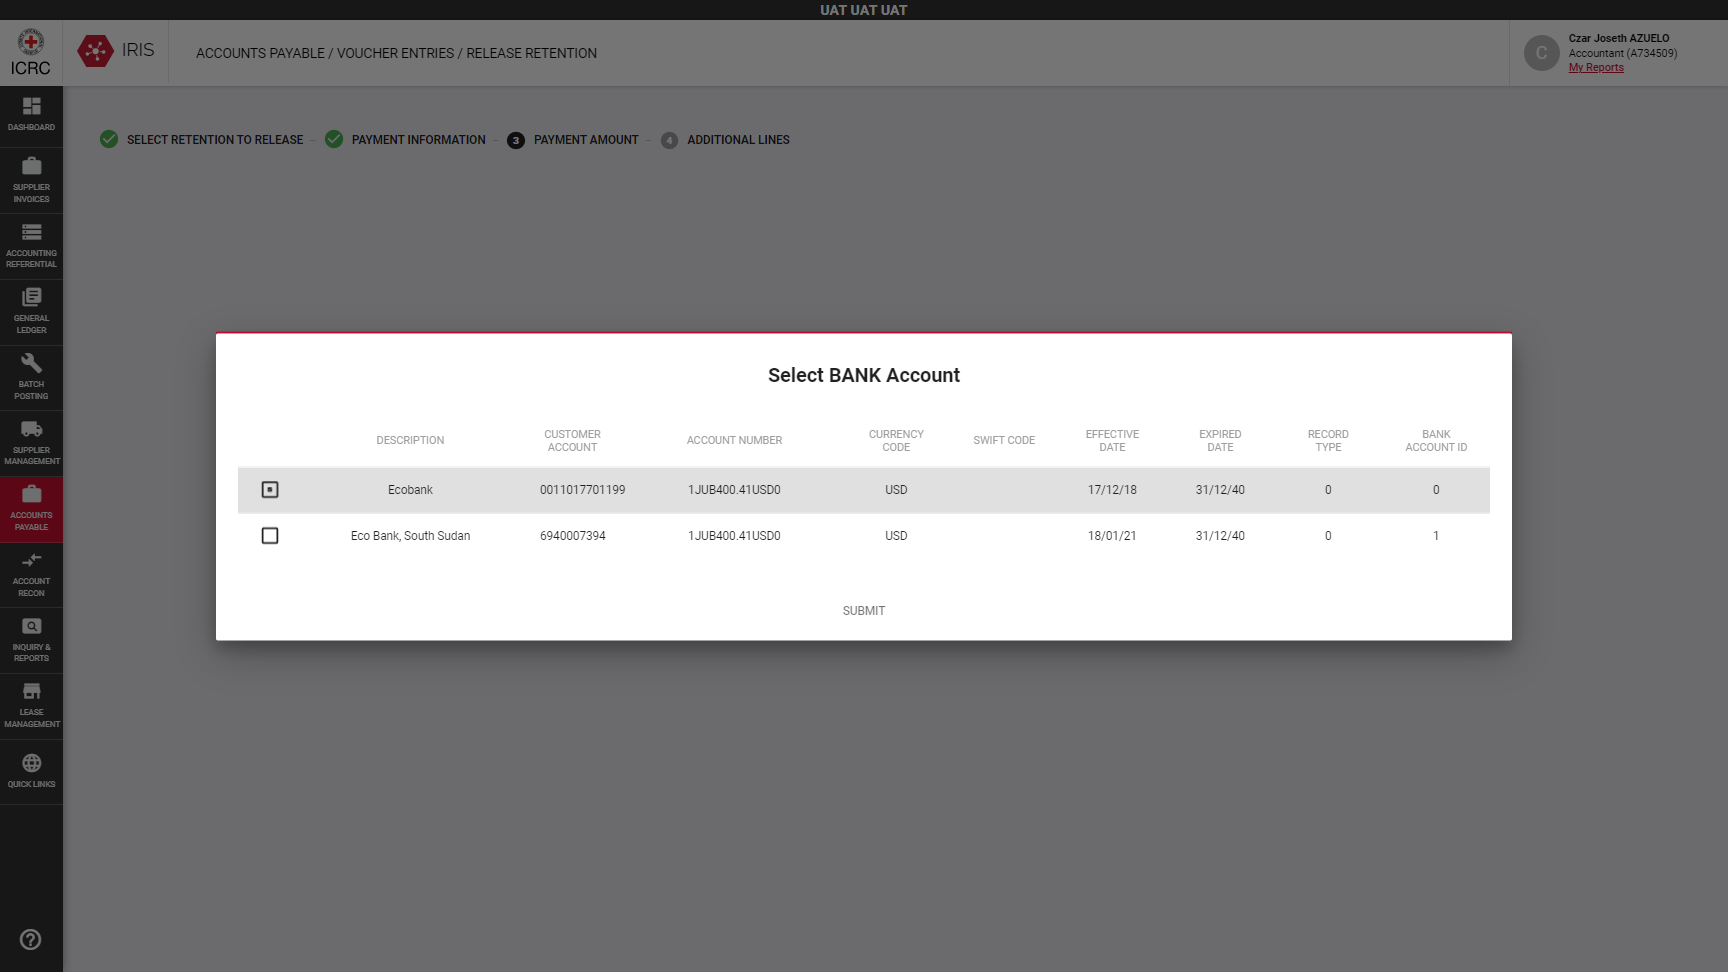 UAT UAT UAT
ICRC
IRIS
ACCOUNTS PAYABLE / VOUCHER ENTRIES / RELEASE RETENTION
C
Czar Joseth AZUELO
Accountant (A734509)
My Reports
DASHBOARD
SUPPLIER
INVOICES
ACCOUNTING
REFERENTIAL
GENERAL
LEDGER
BATCH
POSTING
SUPPLIER
MANAGEMENT
ACCOUNTS
PAYABLE
ACCOUNT
RECON
INQUIRY &
REPORTS
LEASE
MANAGEMENT
QUICK LINKS
SELECT RETENTION TO RELEASE
PAYMENT INFORMATION
3 PAYMENT AMOUNT
4 ADDITIONAL LINES
Select BANK Account
DESCRIPTION
CUSTOMER
ACCOUNT
ACCOUNT NUMBER
CURRENCY
CODE
SWIFT CODE
EFFECTIVE
DATE
EXPIRED
DATE
RECORD
TYPE
BANK
ACCOUNT ID
Ecobank 0011017701199 1JUB400.41USD0 USD 17/12/18 31/12/40 0 0
Eco Bank, South Sudan 6940007394 1JUB400.41USD0 USD 18/01/21 31/12/40 0 1
SUBMIT